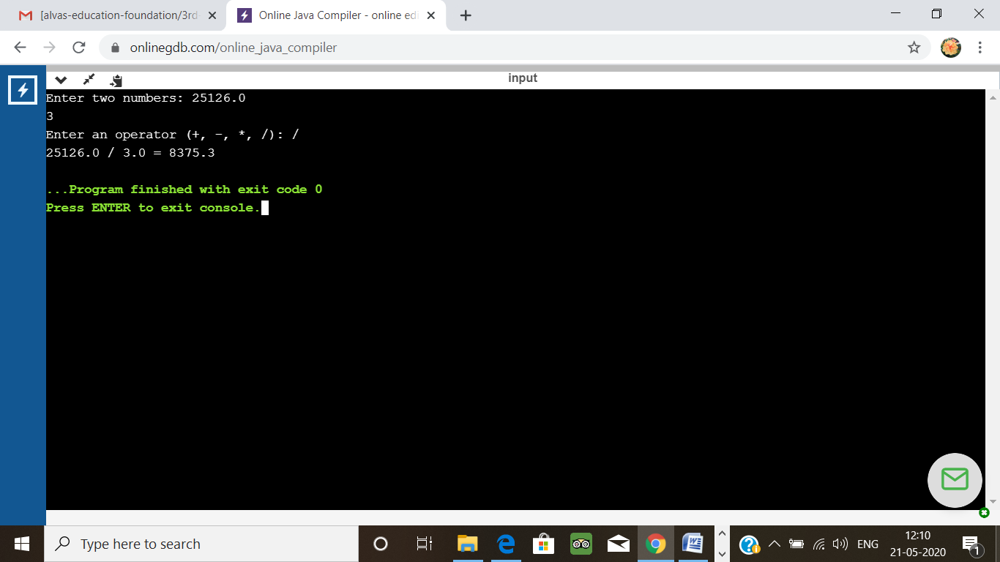 [alvas-education-foundation/3rd-
Online Java Compiler - online edi
onlinegdb.com/online_java_compiler
input
Enter two numbers: 25126.0
3
Enter an operator (+, -, *, /): /
25126.0 / 3.0 = 8375.3
...Program finished with exit code 0
Press ENTER to exit console.
Type here to search
ENG
12:10
21-05-2020
1